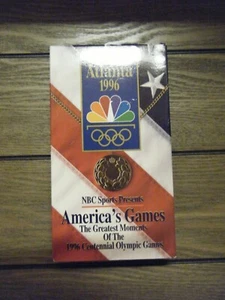 Atlanta
1996
NBC Sports Presents
America's Games
The Greatest Moments
Of The
1996 Centennial Olympic Games